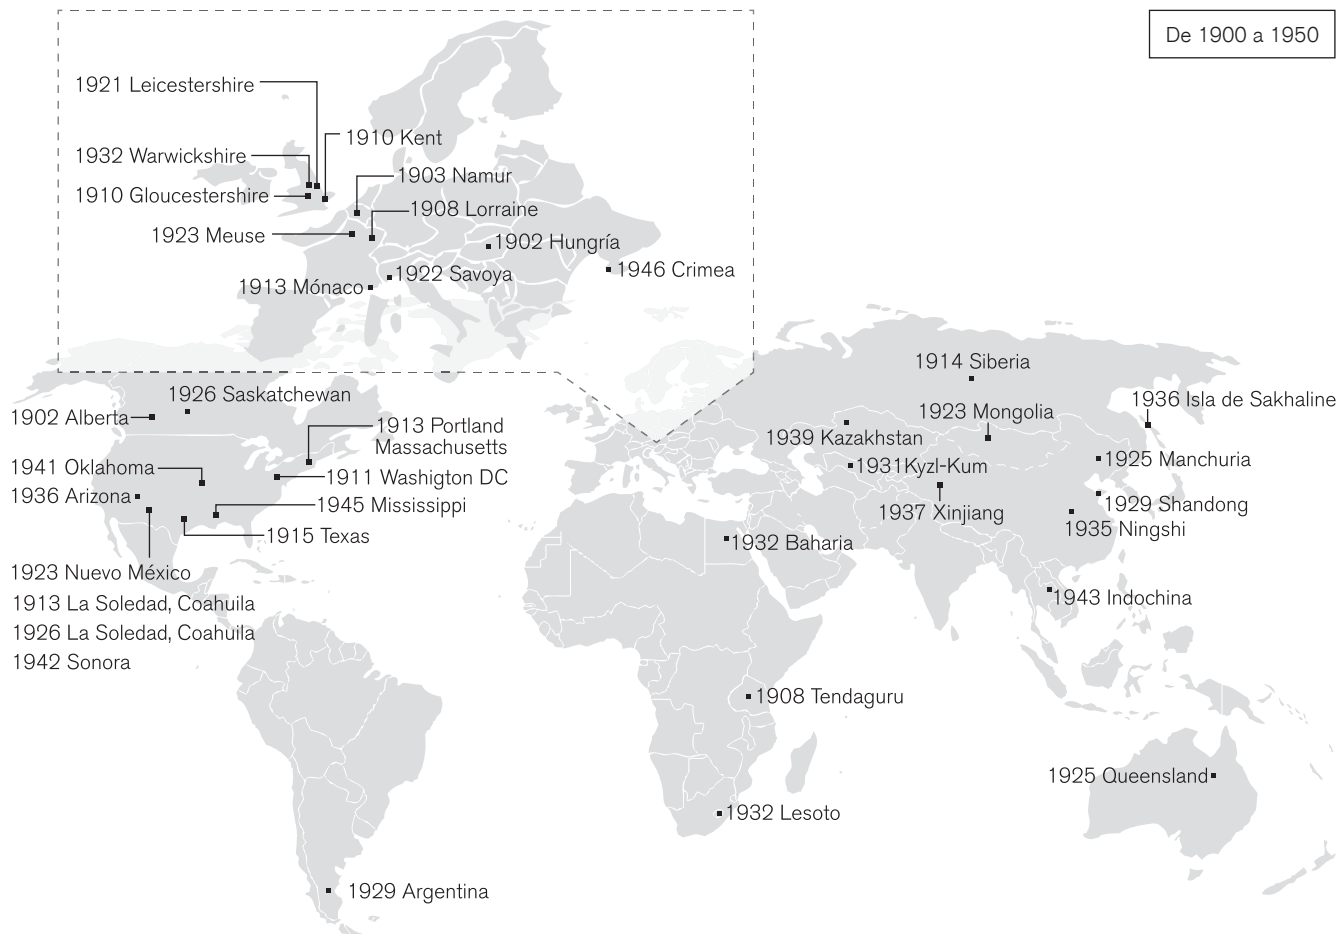 De 1900 a 1950
1921 Leicestershire
1910 Kent
1932 Warwickshire
1903 Namur
1910 Gloucestershire
1908 Lorraine
1923 Meuse
1902 Hungría
1946 Crimea
1922 Savoya
1913 Mónaco
1914 Siberia
1926 Saskatchewan
1936 Isla de Sakhaline
1902 Alberta
1923 Mongolia
1913 Portland
Massachusetts
1939 Kazakhstan
1925 Manchuria
1941 Oklahoma
1931Kyzl-Kum
1911 Washigton DC
1936 Arizona
1945 Mississippi
1929 Shandong
1937 Xinjiang
1935 Ningshi
1915 Texas
1932 Baharia
1923 Nuevo México
1943 Indochina
1913 La Soledad, Coahuila
1926 La Soledad, Coahuila
1942 Sonora
1908 Tendaguru
1925 Queensland
1932 Lesoto
1929 Argentina